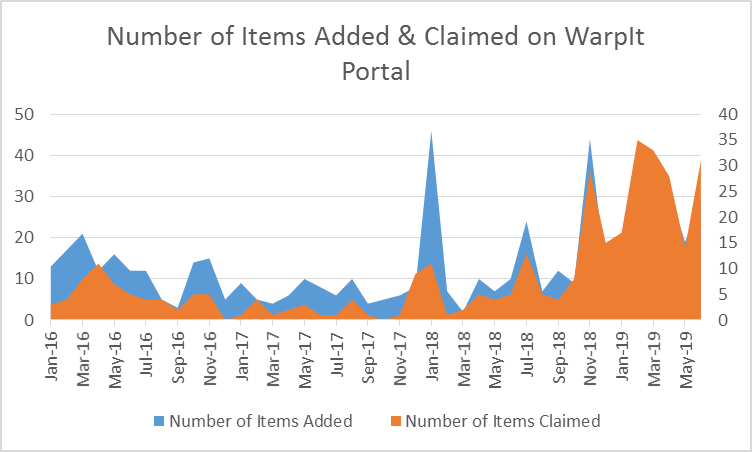 Number of Items Added & Claimed on WarpIt
Portal
50
40
30
20
10
0
40
35
30
25
20
15
10
5
0
Jan-16
Mar-16
May-16
Jul-16
Sep-16
Nov-16
Jan-17
Mar-17
May-17
Jul-17
Sep-17
Nov-17
Jan-18
Mar-18
May-18
Jul-18
Sep-18
Nov-18
Jan-19
Mar-19
May-19
Number of Items Added
Number of Items Claimed